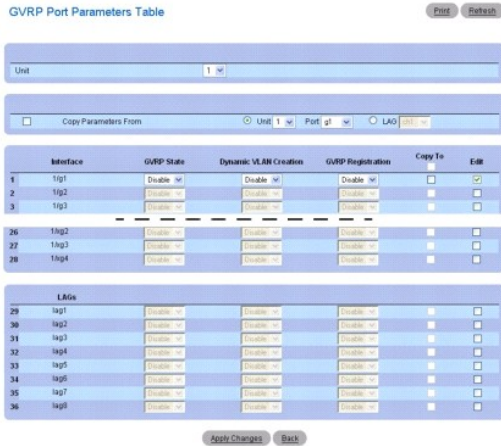 GVRP Port Parameters Table Print Refresh
Unit 1
Copy Parameters From Unit 1 Port g1 LAG
Interface GVRP State Dynamic VLAN Creation GVRP Registration Copy To Edit
1 1/g1 Disable Disable Disable
2 1/g2 Disable Disable Disable
3 1/g3 Disable Disable Disable
26 1/xg2 Disable Disable Disable
27 1/xg3 Disable Disable Disable
28 1/xg4 Disable Disable Disable
LAGs
29 lag1 Disable Disable Disable
30 lag2 Disable Disable Disable
31 lag3 Disable Disable Disable
32 lag4 Disable Disable Disable
33 lag5 Disable Disable Disable
34 lag6 Disable Disable Disable
35 lag7 Disable Disable Disable
36 lag8 Disable Disable Disable
Apply Changes Back